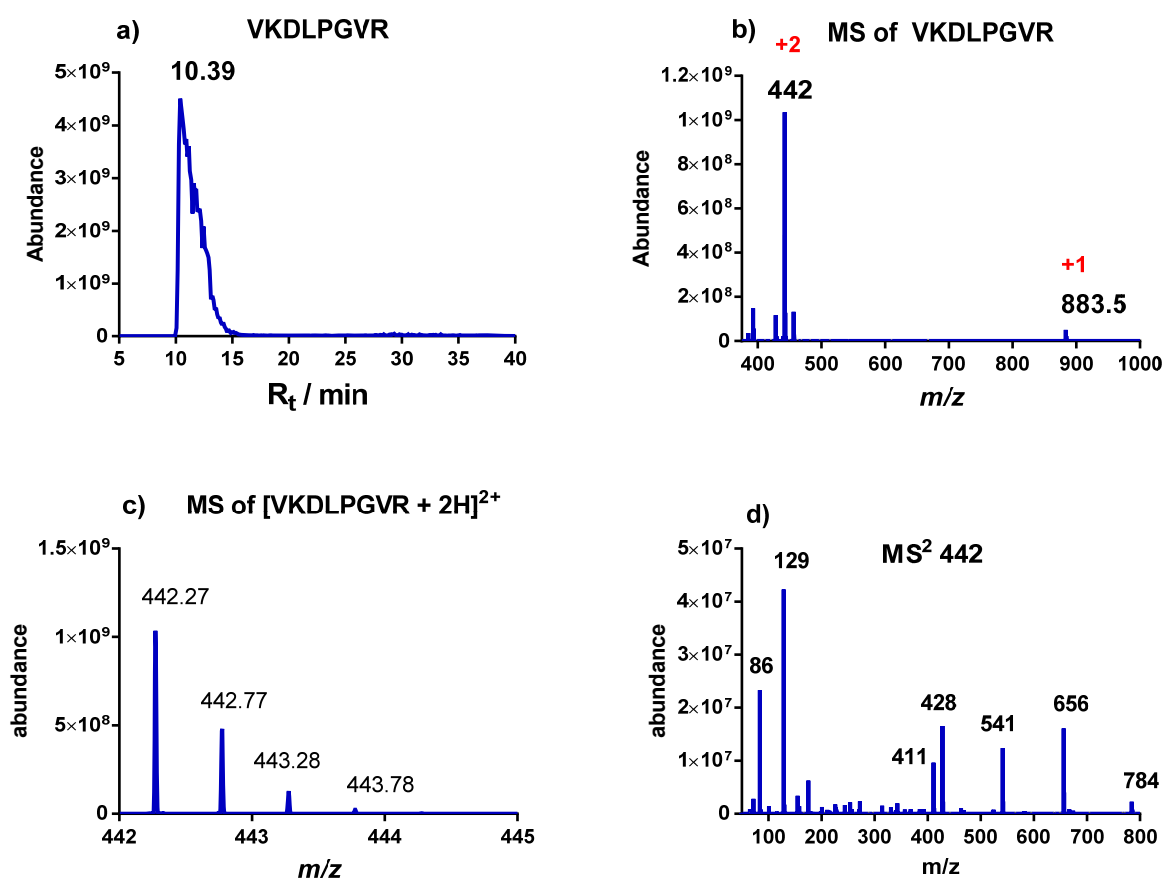 a)
VKDLPGVR
10.39
5×10⁹
4×10⁹
3×10⁹
2×10⁹
1×10⁹
0
Abundance
5 10 15 20 25 30 35 40
Rₜ / min
b)
MS of VKDLPGVR
+2
442
+1
883.5
1.2×10⁹
1×10⁹
8×10⁸
6×10⁸
4×10⁸
2×10⁸
0
Abundance
400 500 600 700 800 900 1000
m/z
c)
MS of [VKDLPGVR + 2H]²⁺
442.27
442.77
443.28
443.78
1.5×10⁹
1×10⁹
5×10⁸
0
abundance
442 443 444 445
m/z
d)
MS² 442
86
129
411
428
541
656
784
5×10⁷
4×10⁷
3×10⁷
2×10⁷
1×10⁷
0
abundance
100 200 300 400 500 600 700 800
m/z